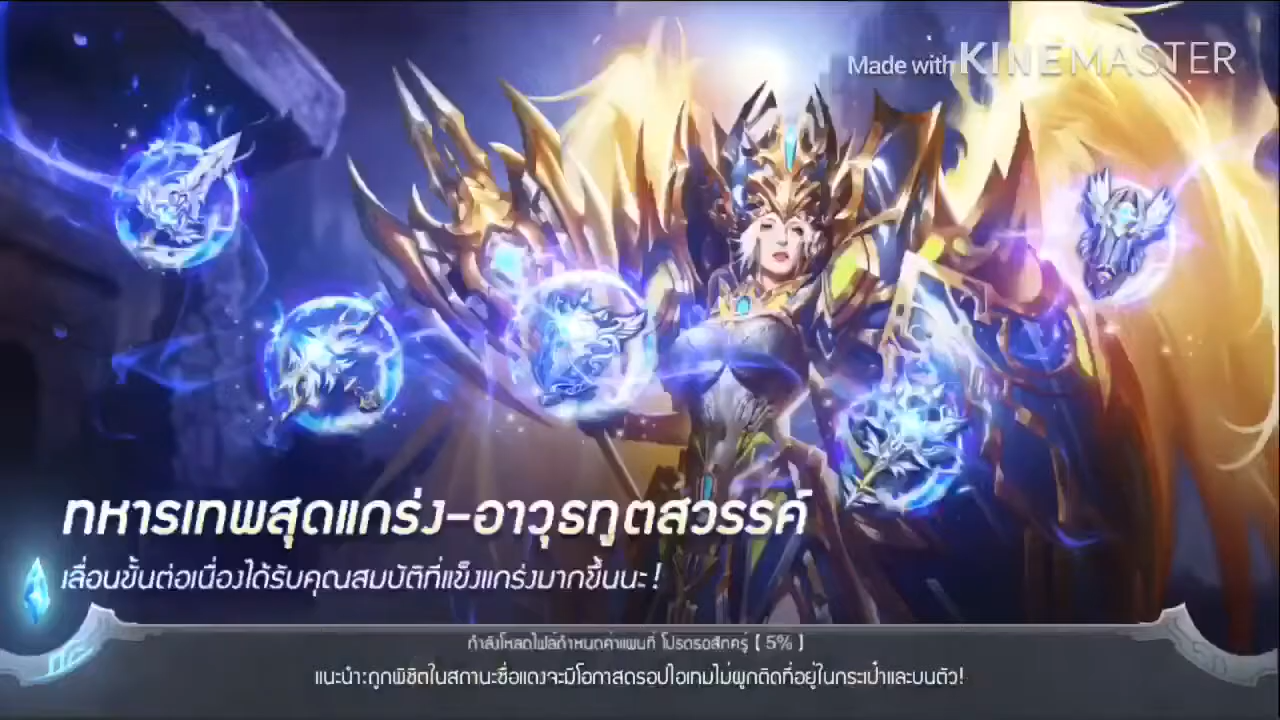 Made with KINEMASTER
ทหารเทพสุดแกร่ง-อาวุธทูตสวรรค์
เลื่อนขั้นต่อเนื่องได้รับคุณสมบัติที่แข็งแกร่งมากขึ้นนะ!
กำลังโหลดไฟล์กำหนดค่าแผนที่ โปรดรอสักครู่ [ 5% ]
แนะนำ:ถูกพิชิตในสถานะชื่อแดงจะมีโอกาสดรอปไอเทมไม่ผูกติดที่อยู่ในกระเป๋าและบนตัว!